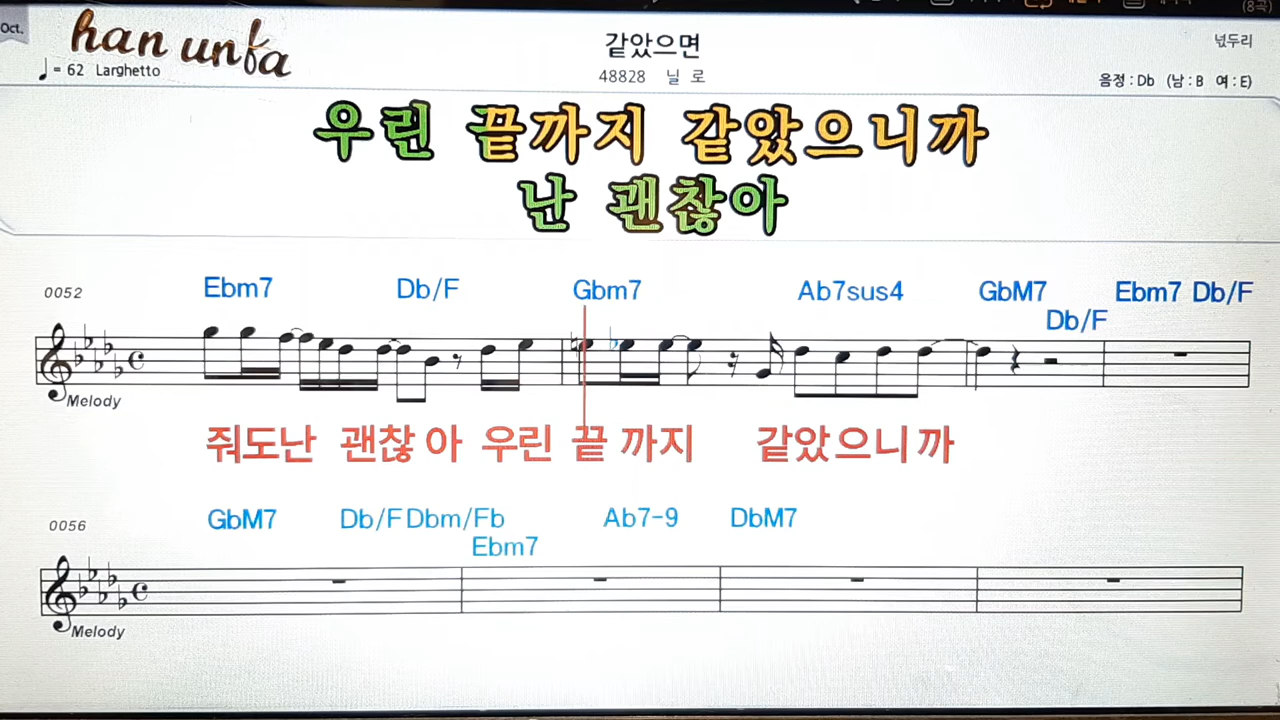 Oct.
han unfa
♩= 62 Larghetto
같았으면
48828 닐 로
(8곡)
넋두리
음정 : Db (남 : B 여 : E)
우린 끝까지 같았으니까
난 괜찮아
0052
Ebm7 Db/F Gbm7 Ab7sus4 GbM7 Ebm7 Db/F
Db/F
Melody
줘도난 괜찮 아 우린 끝 까지 같았으니 까
0056
GbM7 Db/F Dbm/Fb Ab7-9 DbM7
Ebm7
Melody